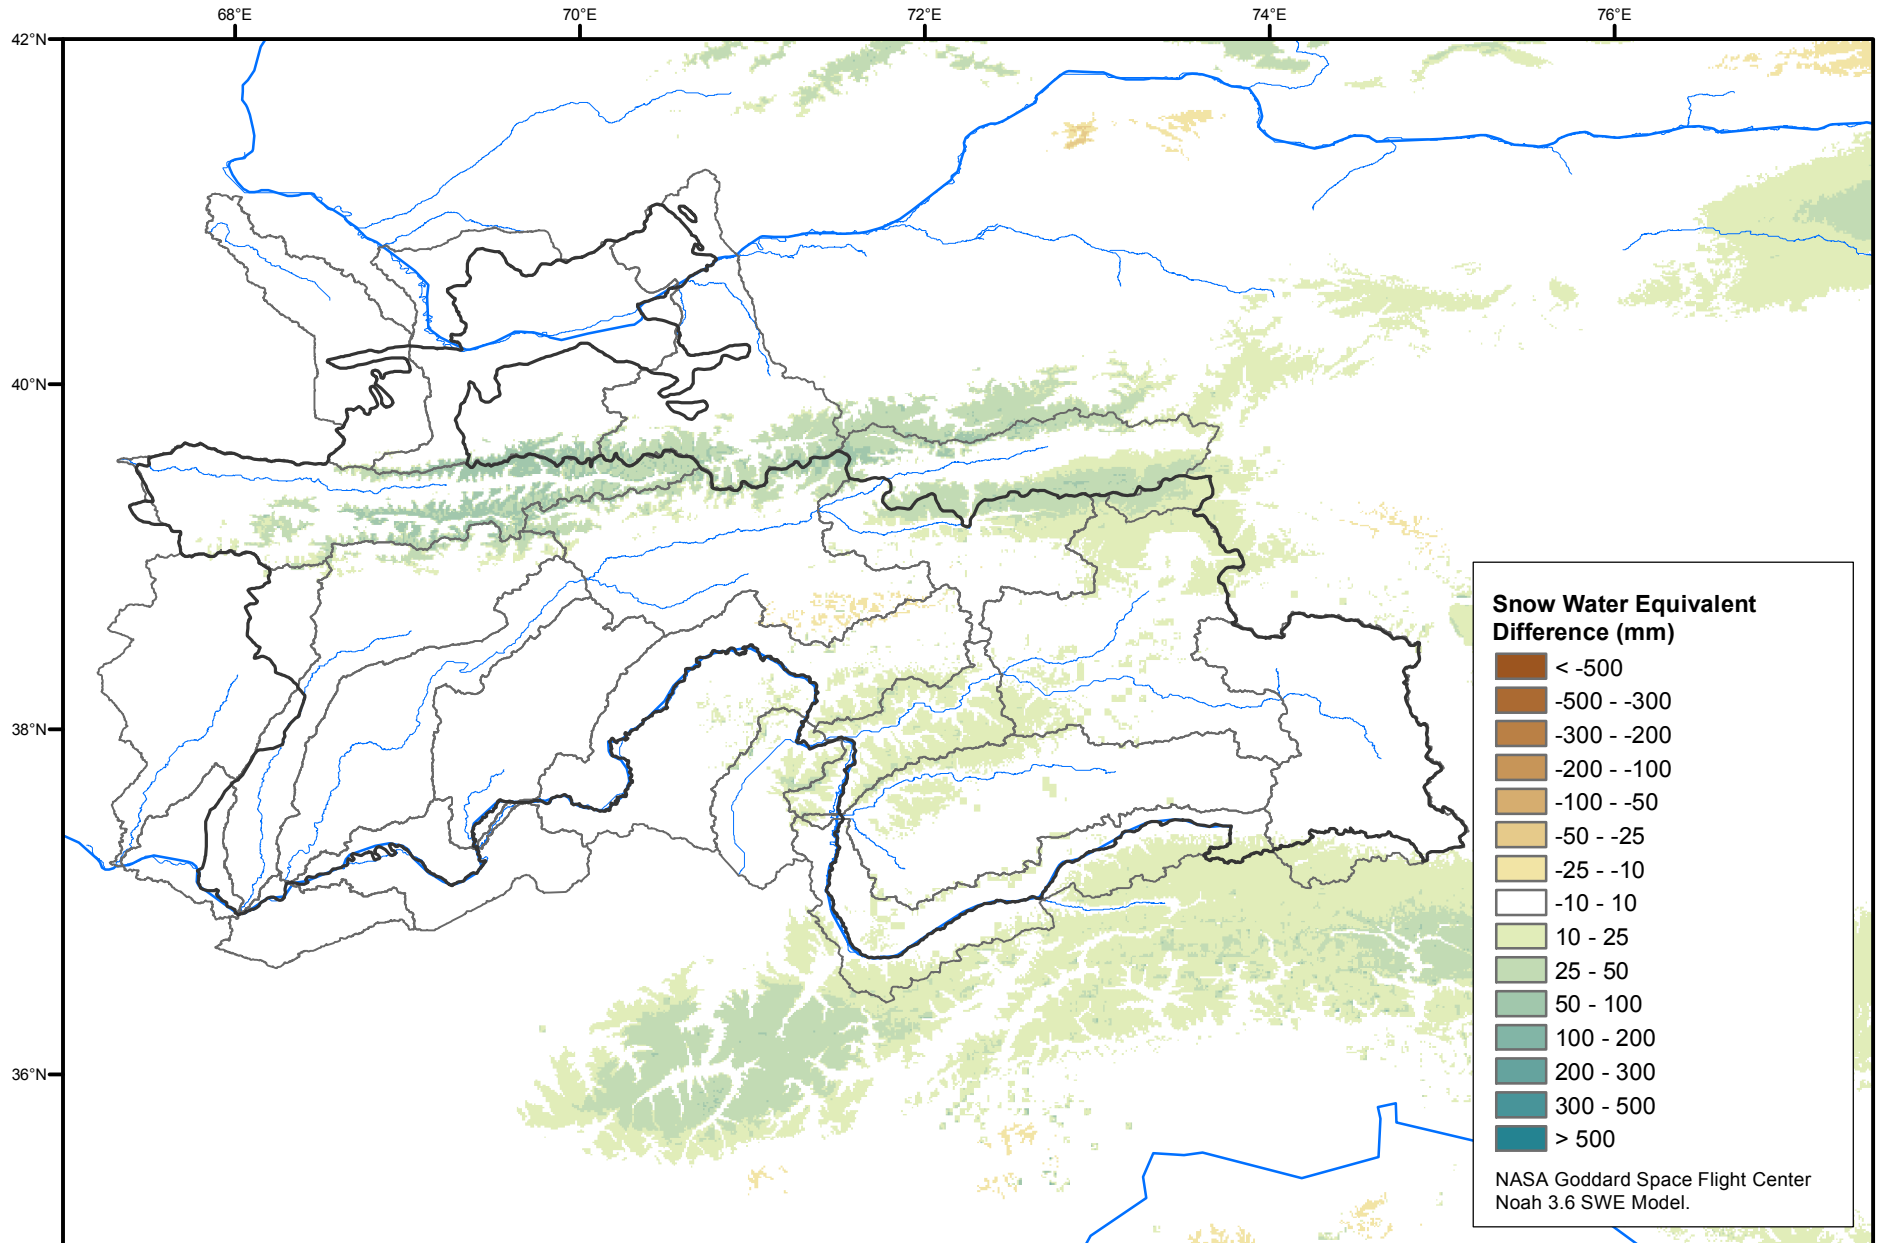 68°E
70°E
72°E
74°E
76°E
42°N
40°N
38°N
36°N
Snow Water Equivalent
Difference (mm)
< -500
-500 - -300
-300 - -200
-200 - -100
-100 - -50
-50 - -25
-25 - -10
-10 - 10
10 - 25
25 - 50
50 - 100
100 - 200
200 - 300
300 - 500
> 500
NASA Goddard Space Flight Center
Noah 3.6 SWE Model.